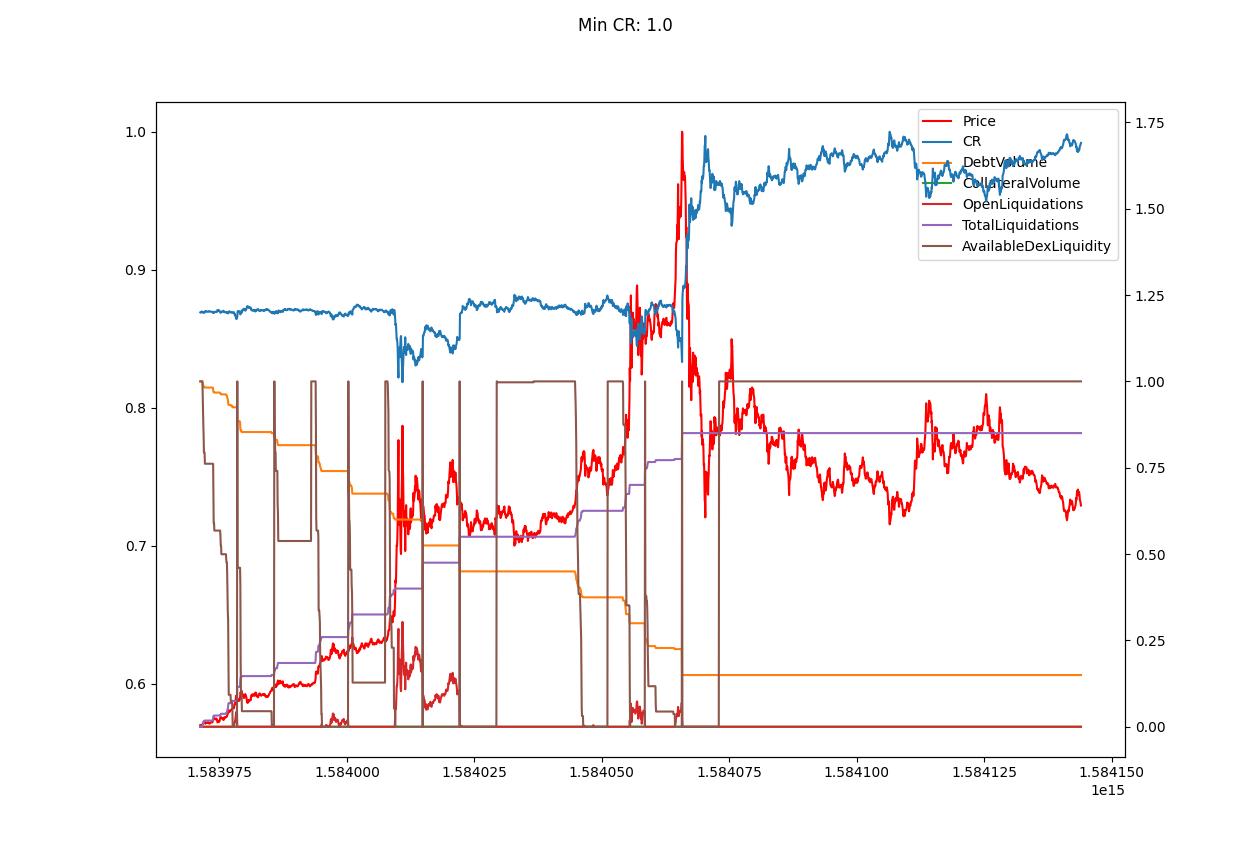 Min CR: 1.0
1.0
0.9
0.8
0.7
0.6
1.75
1.50
1.25
1.00
0.75
0.50
0.25
0.00
Price
CR
DebtVolume
CollateralVolume
OpenLiquidations
TotalLiquidations
AvailableDexLiquidity
1.583975 1.584000 1.584025 1.584050 1.584075 1.584100 1.584125 1.584150
1e15